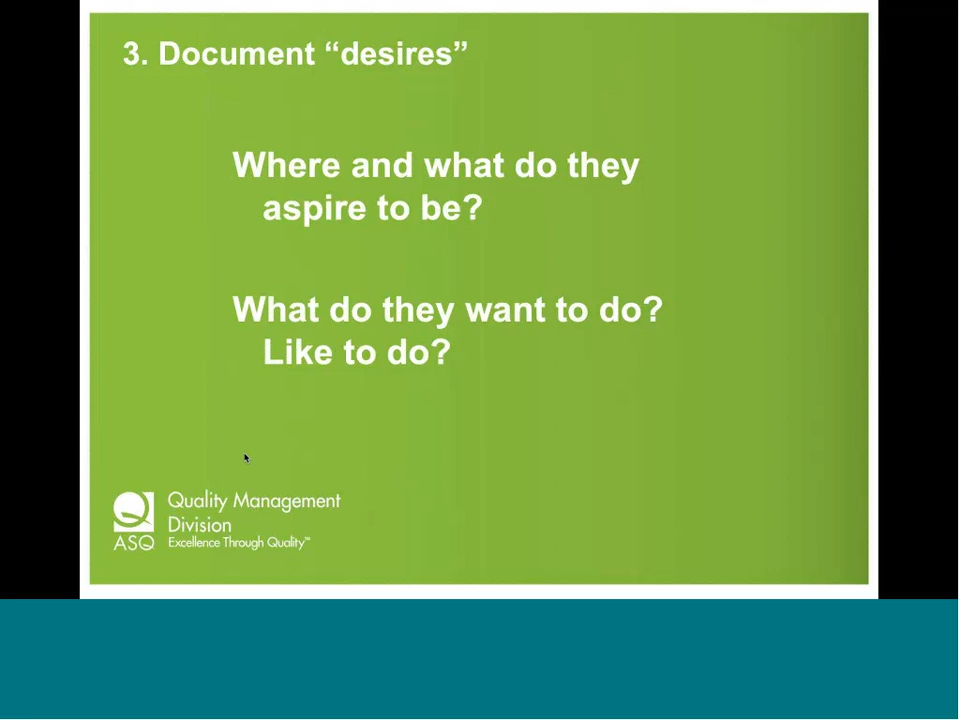 3. Document “desires”
Where and what do they
aspire to be?
What do they want to do?
Like to do?
Quality Management
Division
ASQ Excellence Through Quality™